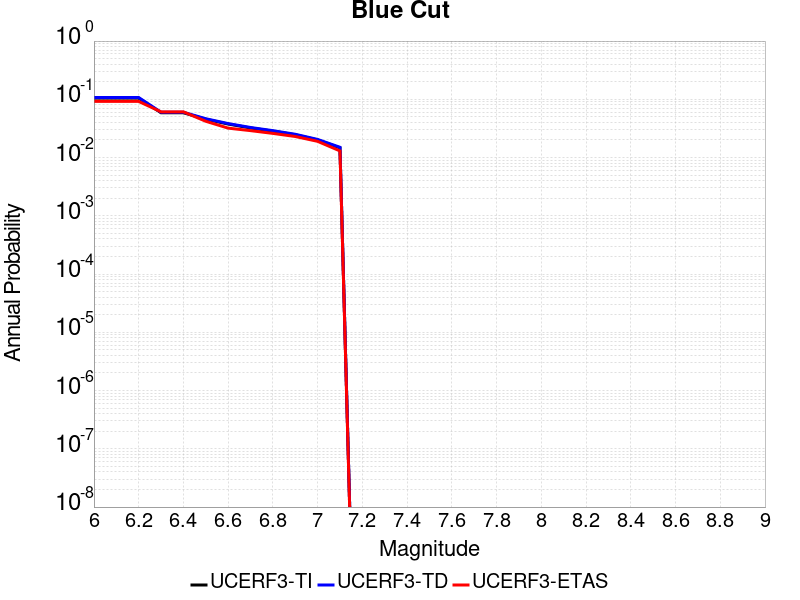 Blue Cut
10^0
10^-1
10^-2
10^-3
10^-4
10^-5
10^-6
10^-7
10^-8
Annual Probability
6 6.2 6.4 6.6 6.8 7 7.2 7.4 7.6 7.8 8 8.2 8.4 8.6 8.8 9
Magnitude
UCERF3-TI UCERF3-TD UCERF3-ETAS